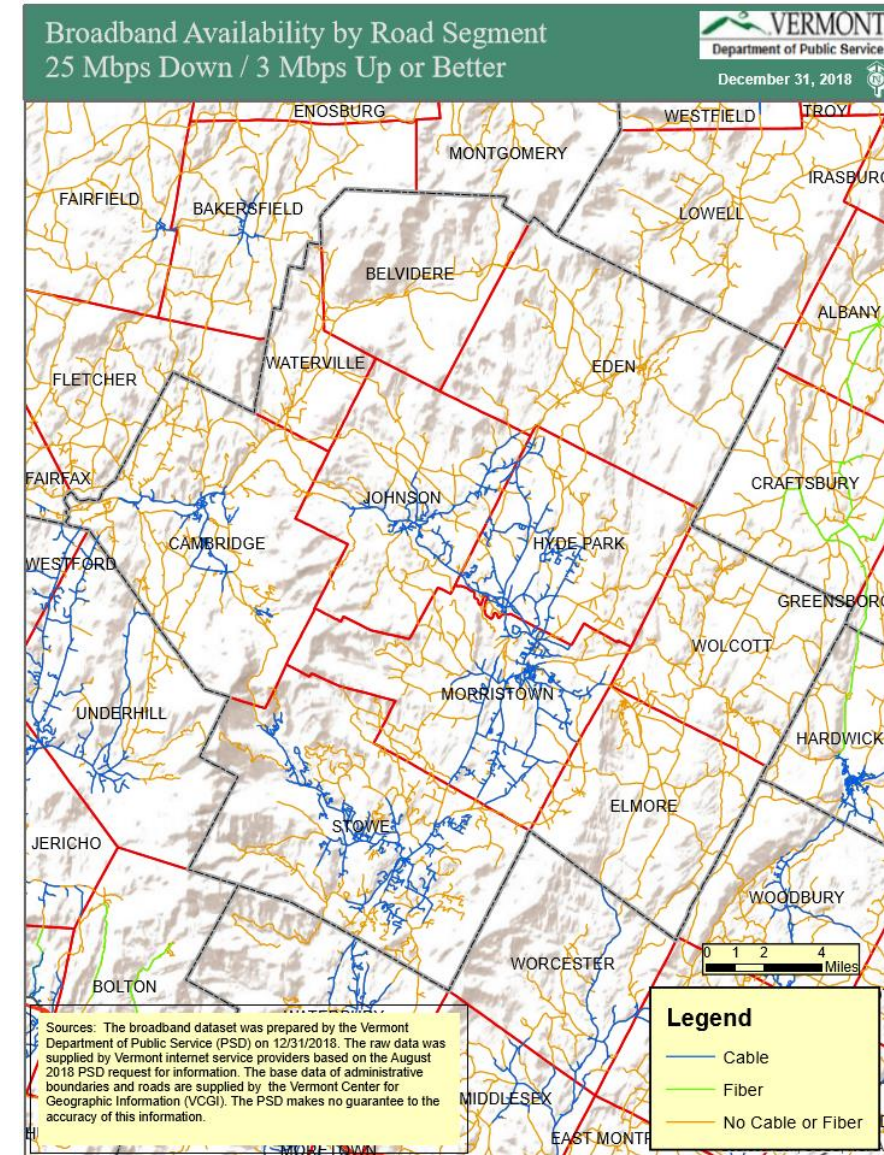 Broadband Availability by Road Segment
25 Mbps Down / 3 Mbps Up or Better
VERMONT
Department of Public Service
December 31, 2018
ENOSBURG
WESTFIELD
TROY
MONTGOMERY
IRASBURG
FAIRFIELD
BAKERSFIELD
LOWELL
BELVIDERE
ALBANY
WATERVILLE
EDEN
FLETCHER
FAIRFAX
CRAFTSBURY
JOHNSON
CAMBRIDGE
HYDE PARK
WESTFORD
GREENSBORO
WOLCOTT
MORRISTOWN
UNDERHILL
HARDWICK
ELMORE
STOWE
JERICHO
WOODBURY
WORCESTER
BOLTON
0 1 2 4
Miles
WATERBURY
Sources: The broadband dataset was prepared by the Vermont
Department of Public Service (PSD) on 12/31/2018. The raw data was
supplied by Vermont internet service providers based on the August
2018 PSD request for information. The base data of administrative
boundaries and roads are supplied by the Vermont Center for
Geographic Information (VCGI). The PSD makes no guarantee to the
accuracy of this information.
Legend
Cable
Fiber
No Cable or Fiber
MIDDLESEX
EAST MONTP
MORETOWN